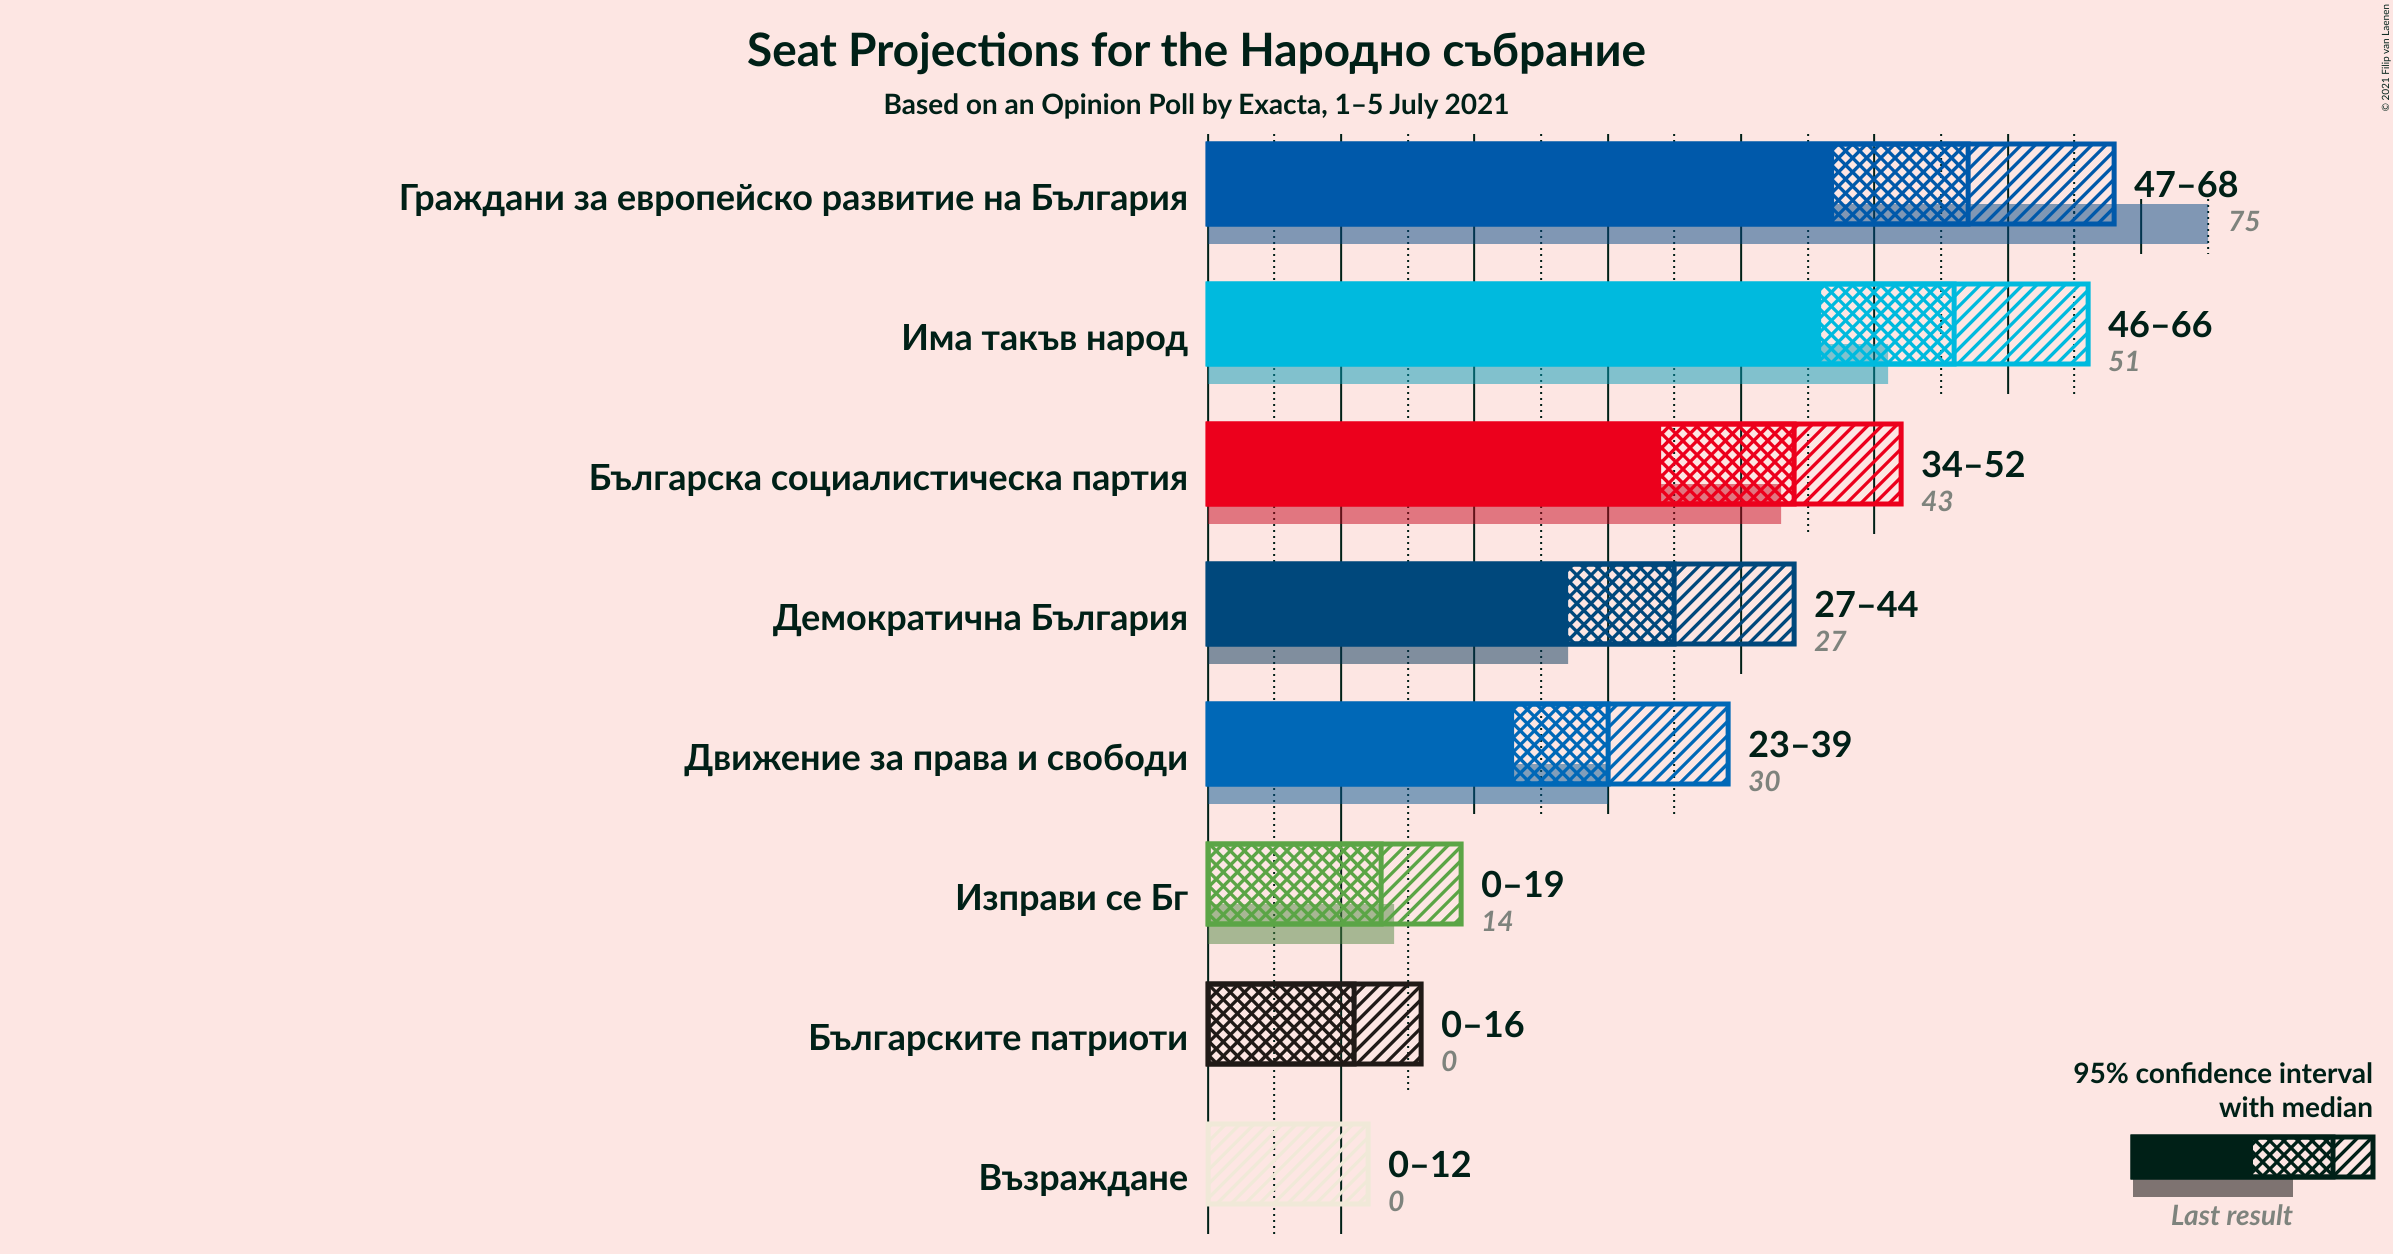 Seat Projections for the Народно събрание
Based on an Opinion Poll by Exacta, 1–5 July 2021
© 2021 Filip van Laenen
Граждани за европейско развитие на България
47–68
75
Има такъв народ
46–66
51
Българска социалистическа партия
34–52
43
Демократична България
27–44
27
Движение за права и свободи
23–39
30
Изправи се Бг
0–19
14
Българските патриоти
0–16
0
Възраждане
0–12
0
95% confidence interval
with median
Last result